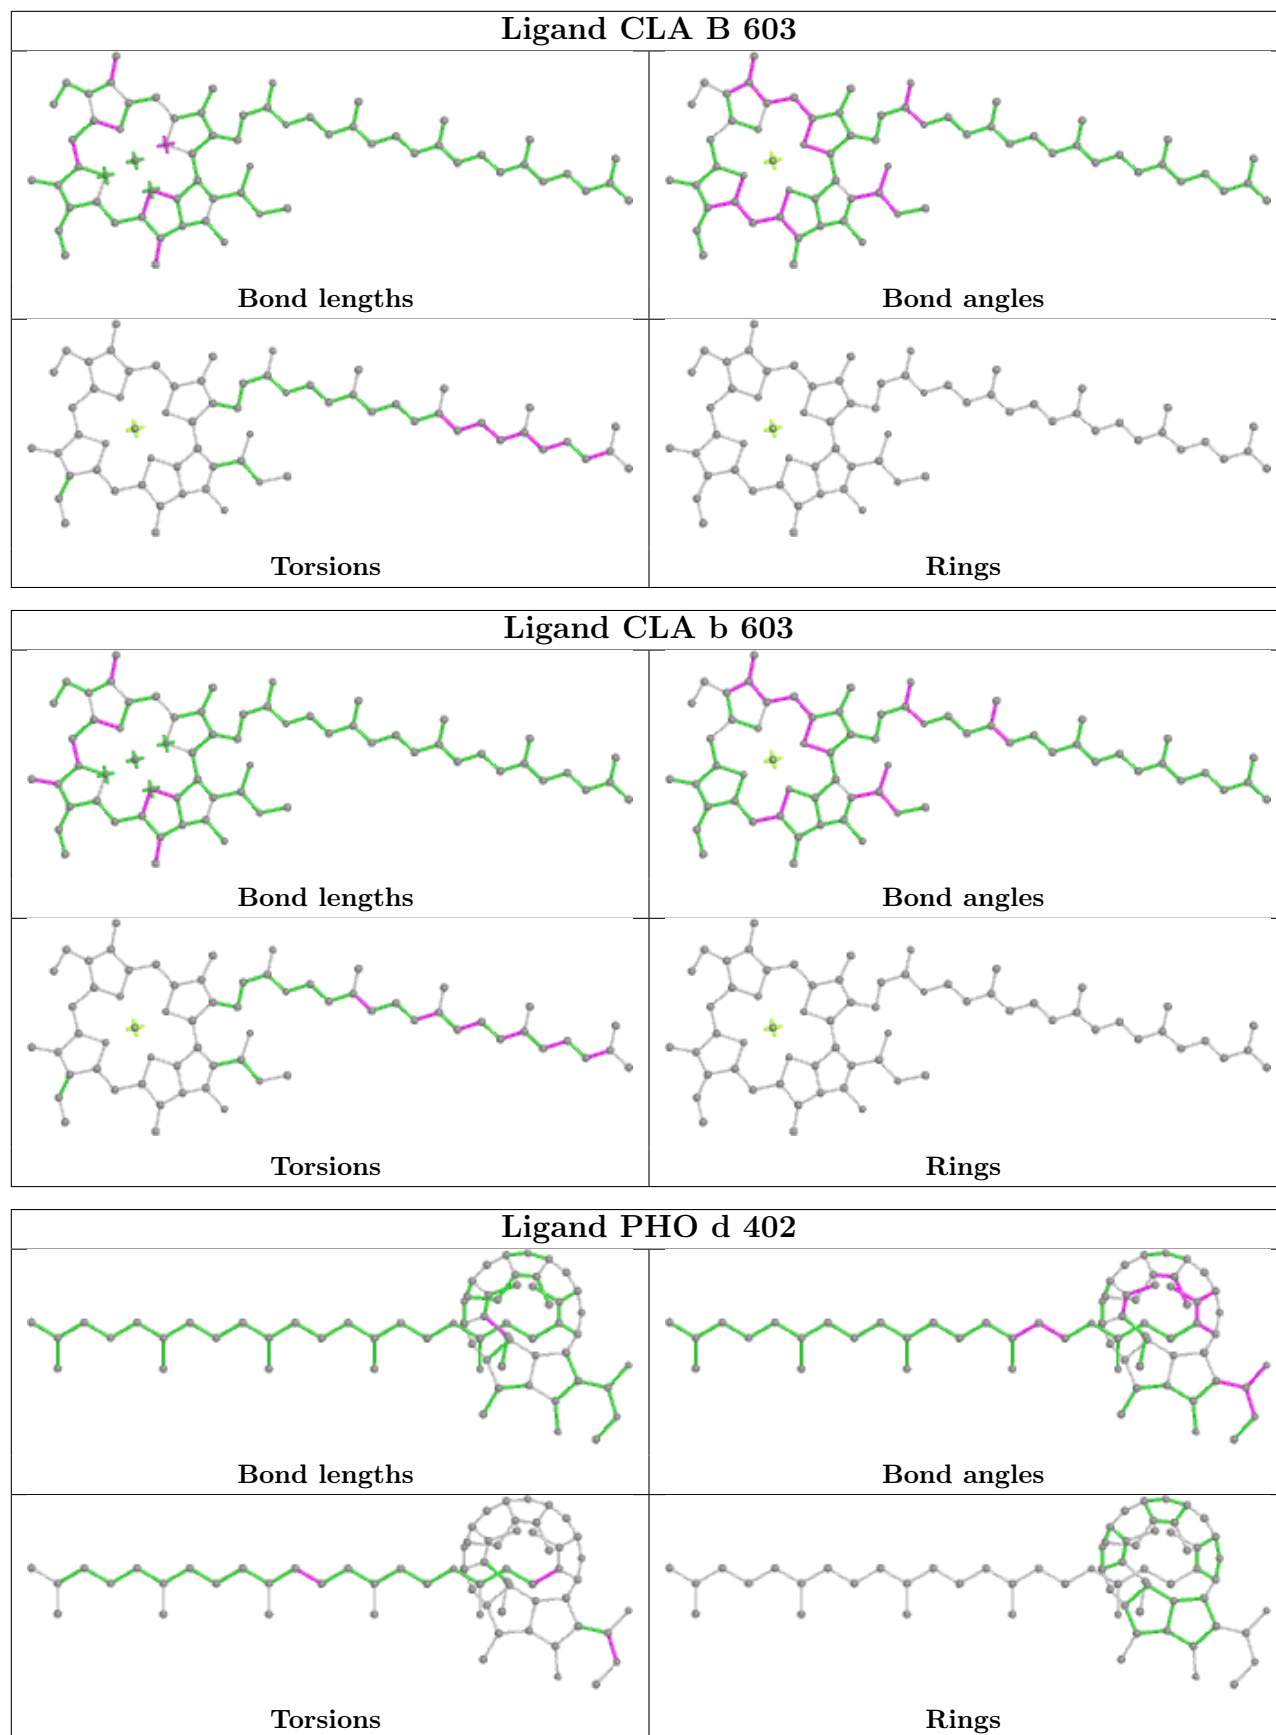 Ligand CLA B 603
Bond lengths
Bond angles
Torsions
Rings
Ligand CLA b 603
Bond lengths
Bond angles
Torsions
Rings
Ligand PHO d 402
Bond lengths
Bond angles
Torsions
Rings